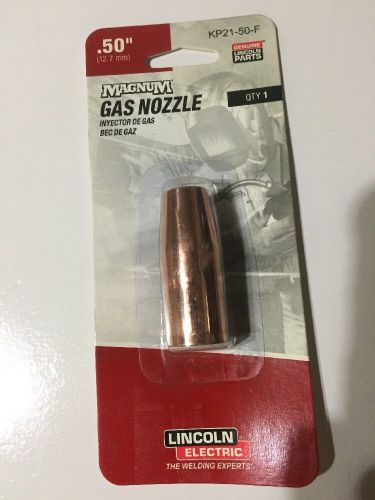 .50"
(12.7 mm)
KP21-50-F
GENUINE
LINCOLN
PARTS
MAGNUM
GAS NOZZLE
INYECTOR DE GAS
BEC DE GAZ
QTY 1
LINCOLN
ELECTRIC
THE WELDING EXPERTS